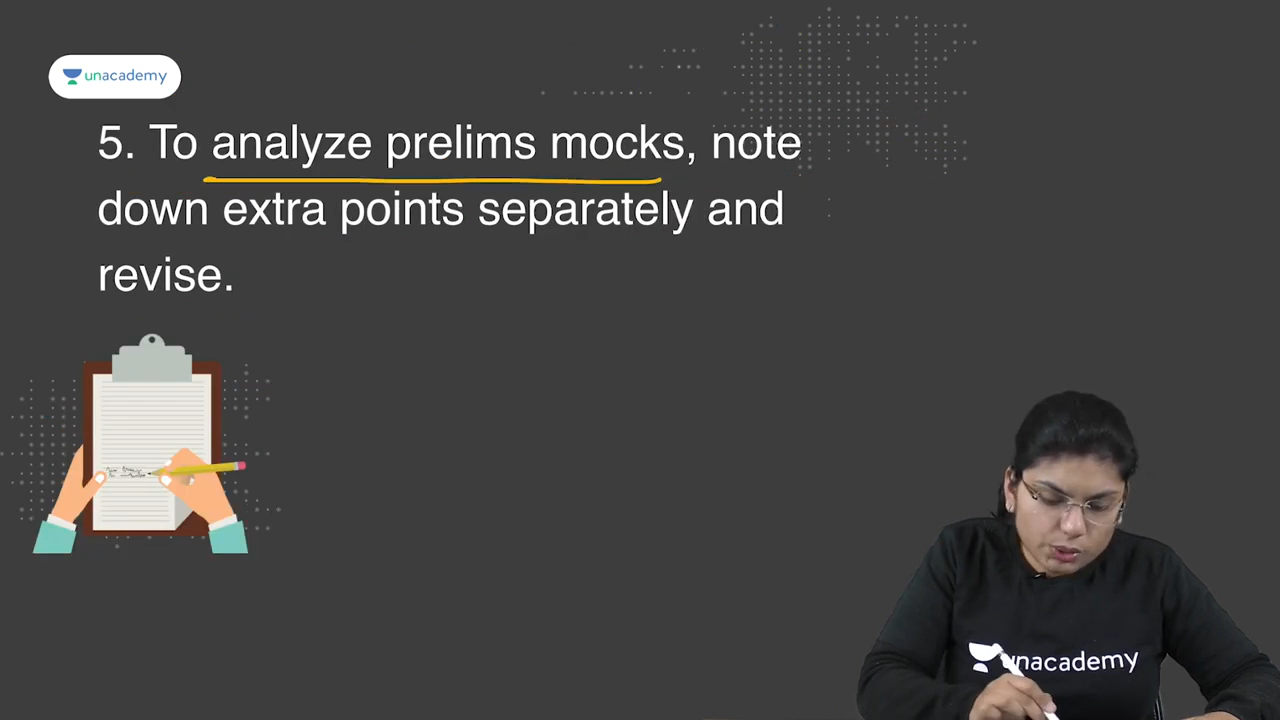 unacademy
5. To analyze prelims mocks, note
down extra points separately and
revise.
unacademy